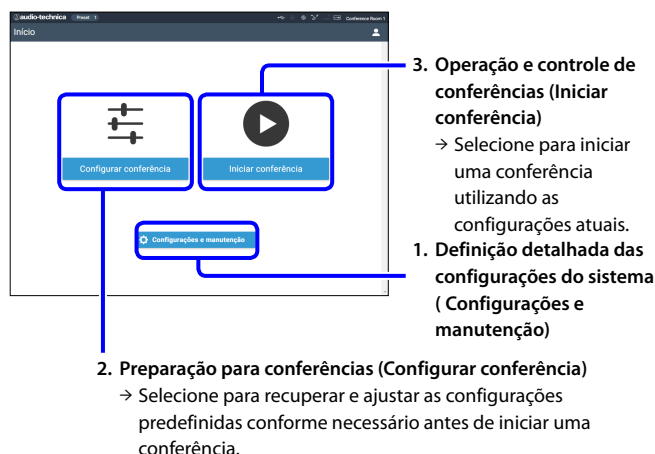 audio-technica Preset 1 Conference Room 1
Início
Configurar conferência
Iniciar conferência
Configurações e manutenção
3. Operação e controle de
conferências (Iniciar
conferência)
→ Selecione para iniciar
uma conferência
utilizando as
configurações atuais.
1. Definição detalhada das
configurações do sistema
( Configurações e
manutenção)
2. Preparação para conferências (Configurar conferência)
→ Selecione para recuperar e ajustar as configurações
predefinidas conforme necessário antes de iniciar uma
conferência.